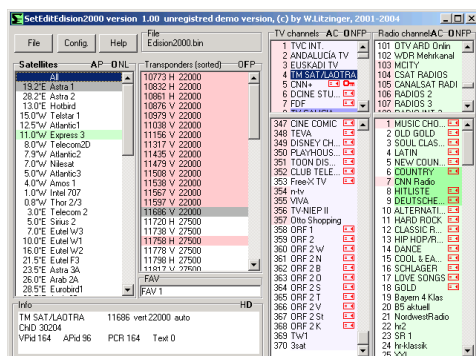 SetEditEdision2000 version 1.00 unregistred demo version, (c) by W.Litzinger, 2001-2004
File Config. Help
File
Edision2000.bin
Satellites AP-ONL
All
19.2°E Astra 1
28.2°E Astra 2
13.0°E Hotbird
15.0°W Telstar 1
12.5°W Atlantic1
11.0°W Express 3
8.0°W Telecom2D
7.9°W Atlantic2
7.0°W Nilesat
5.0°W Atlantic3
4.0°W Amos 1
1.0°W Intel 707
0.8°W Thor 2/3
3.0°E Telecom 2
5.0°E Sirius 2
7.0°E Eutel W3
10.0°E Eutel W1
16.0°E Eutel W2
21.5°E Eutel F3
23.5°E Astra 3A
26.0°E Arab 2A
28.5°E Eurobird1
Transponders (sorted) OFP
10773 H 22000
10832 H 22000
10861 H 22000
10876 V 22000
10979 V 22000
11038 V 22000
11156 V 22000
11317 V 22000
11435 V 22000
11479 V 22000
11508 V 22000
11538 V 22000
11567 V 22000
11597 V 22000
11686 V 22000
11720 H 27500
11739 V 27500
11758 H 27500
11778 V 27500
11798 H 27500
11817 V 27500
FAV
FAV 1
Info HD
TM SAT/LAOTRA 11686 vert 22000 auto
ChID 30204
VPid 164 APid 96 PCR 164 Text 0
TV channels AC ONFP
1 TVC INT.
2 ANDALUCÍA TV
3 EUSKADI TV
4 TM SAT/LAOTRA
5 CNN+
6 DCINE STU...
7 FDF
347 CINE COMIC
348 TEVA
349 DISNEY CH...
350 PLAYHOUS...
351 TOON DIS...
352 CLUB TELE...
353 Free-X TV
354 n-tv
355 VIVA
356 TV-NIEP II
357 Otto Shopping
358 ORF 1
359 ORF 2
360 ORF 2 W
361 ORF 2 N
362 ORF 2 B
363 ORF 2 O
364 ORF 2 S
365 ORF 2 T
366 ORF 2 V
367 ORF 2 St
368 ORF 2 K
369 TW1
370 3sat
Radio channels AC ONFP
101 OTV ARD Onlin
102 WDR Mehrkanal
103 MCITY
104 CSAT RADIOS
105 CANALSAT RADI
106 RADIOS 2
107 RADIOS 3
1 MUSIC CHO...
2 OLD GOLD
3 SOUL CLAS...
4 LATIN
5 NEW COUN...
6 COUNTRY
7 CNN Radio
8 HITLISTE
9 DEUTSCHE...
10 ALTERNATI...
11 HARD ROCK
12 CLASSIC R...
13 HIP HOP/R...
14 DANCE
15 COOL & EA...
16 SCHLAGER
17 LOVE SONGS
18 GOLD
19 Bayern 4 Klas
20 B5 aktuell
21 NordwestRadio
22 hr2
23 SR 1
24 hr-klassik